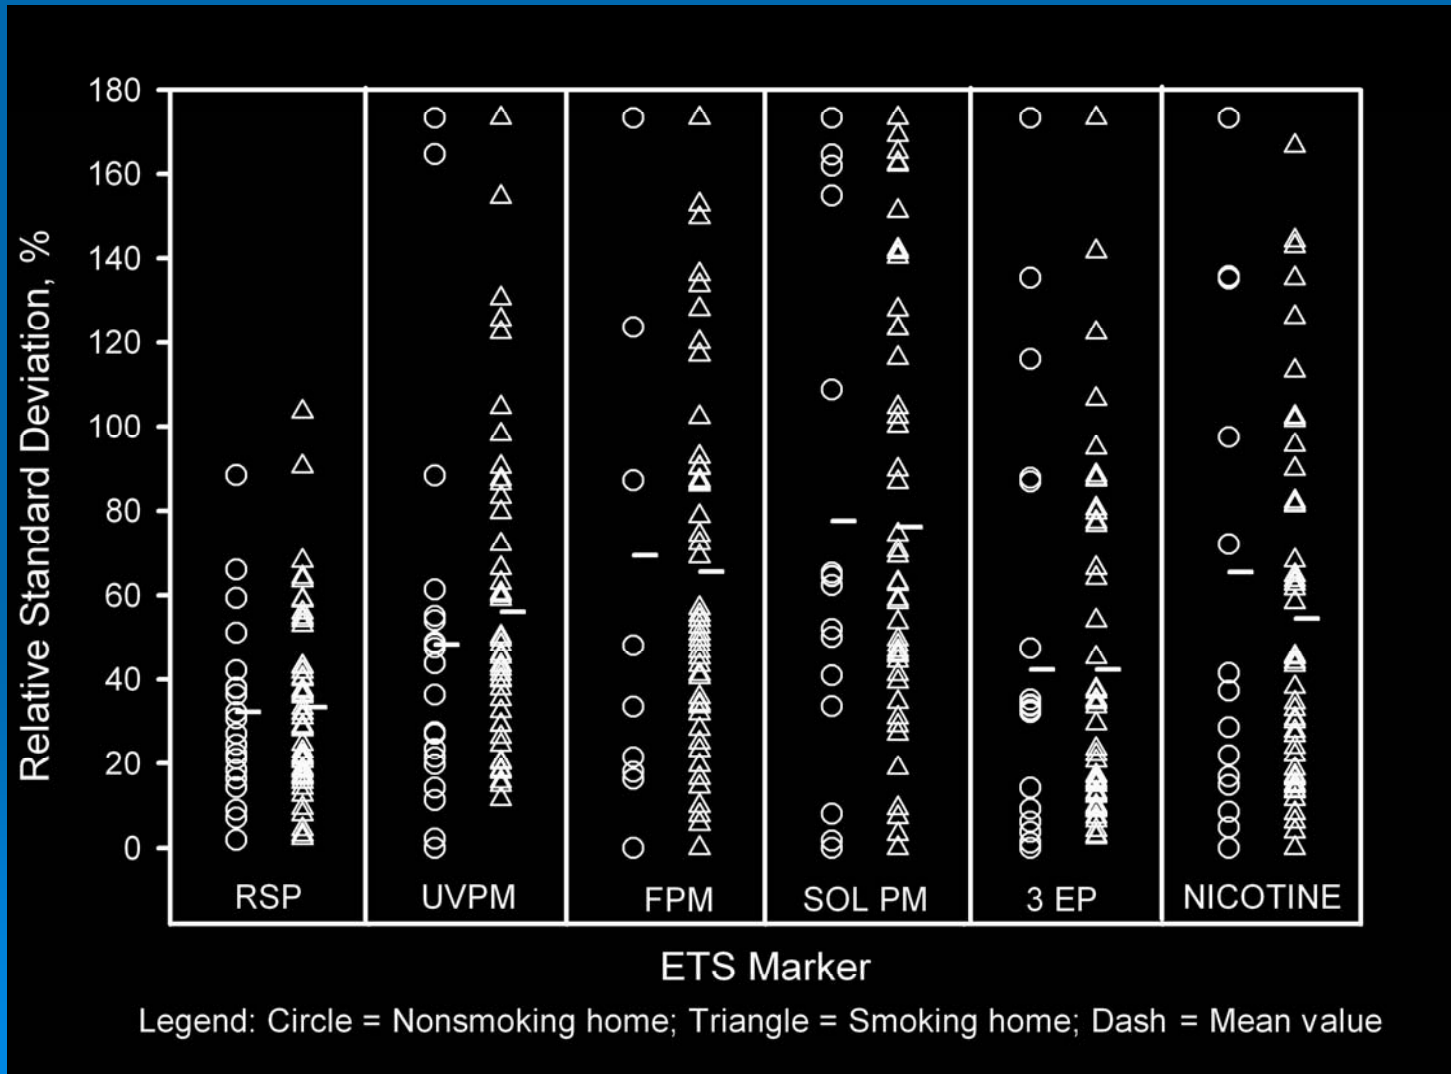 Relative Standard Deviation, %
180
160
140
120
100
80
60
40
20
0
RSP UVPM FPM SOL PM 3 EP NICOTINE
ETS Marker
Legend: Circle = Nonsmoking home; Triangle = Smoking home; Dash = Mean value